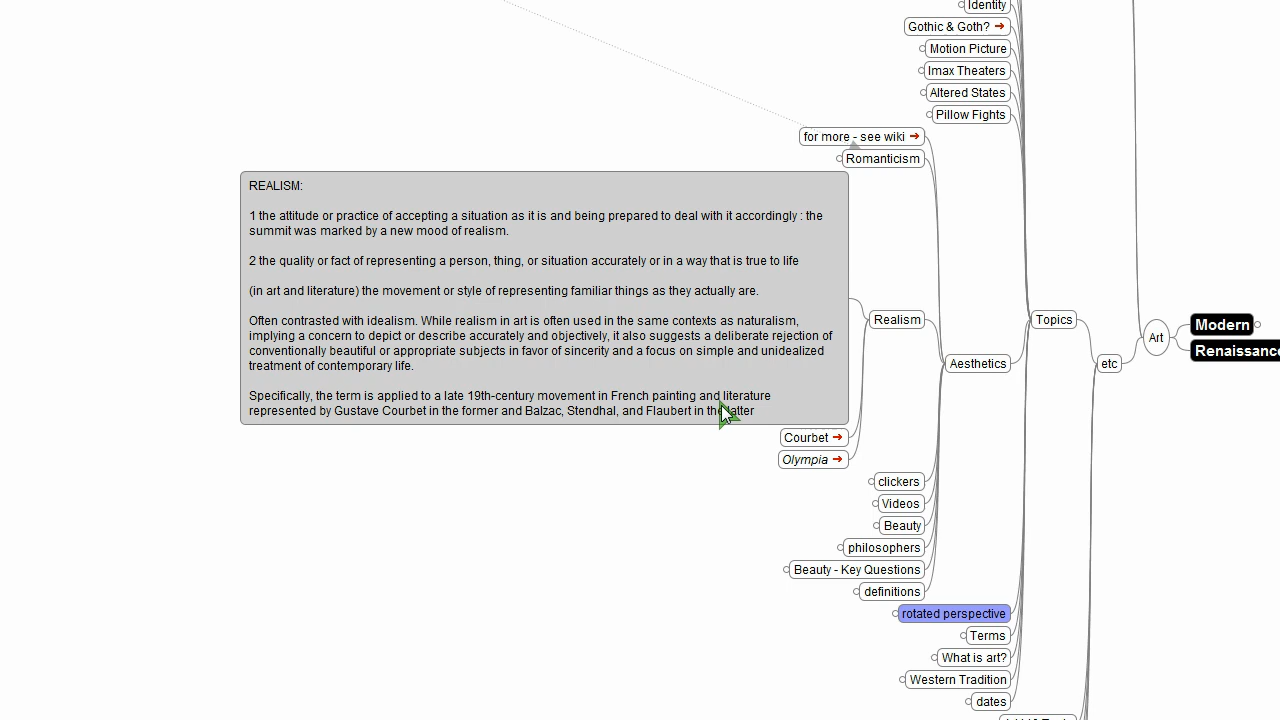 Identity
Gothic & Goth?
Motion Picture
Imax Theaters
Altered States
Pillow Fights
for more - see wiki
Romanticism
REALISM:
1 the attitude or practice of accepting a situation as it is and being prepared to deal with it accordingly : the
summit was marked by a new mood of realism.
2 the quality or fact of representing a person, thing, or situation accurately or in a way that is true to life
(in art and literature) the movement or style of representing familiar things as they actually are.
Often contrasted with idealism. While realism in art is often used in the same contexts as naturalism,
implying a concern to depict or describe accurately and objectively, it also suggests a deliberate rejection of
conventionally beautiful or appropriate subjects in favor of sincerity and a focus on simple and unidealized
treatment of contemporary life.
Specifically, the term is applied to a late 19th-century movement in French painting and literature
represented by Gustave Courbet in the former and Balzac, Stendhal, and Flaubert in the latter
Realism
Topics
Modern
Art
Renaissance
Aesthetics
etc
Courbet
Olympia
clickers
Videos
Beauty
philosophers
Beauty - Key Questions
definitions
rotated perspective
Terms
What is art?
Western Tradition
dates